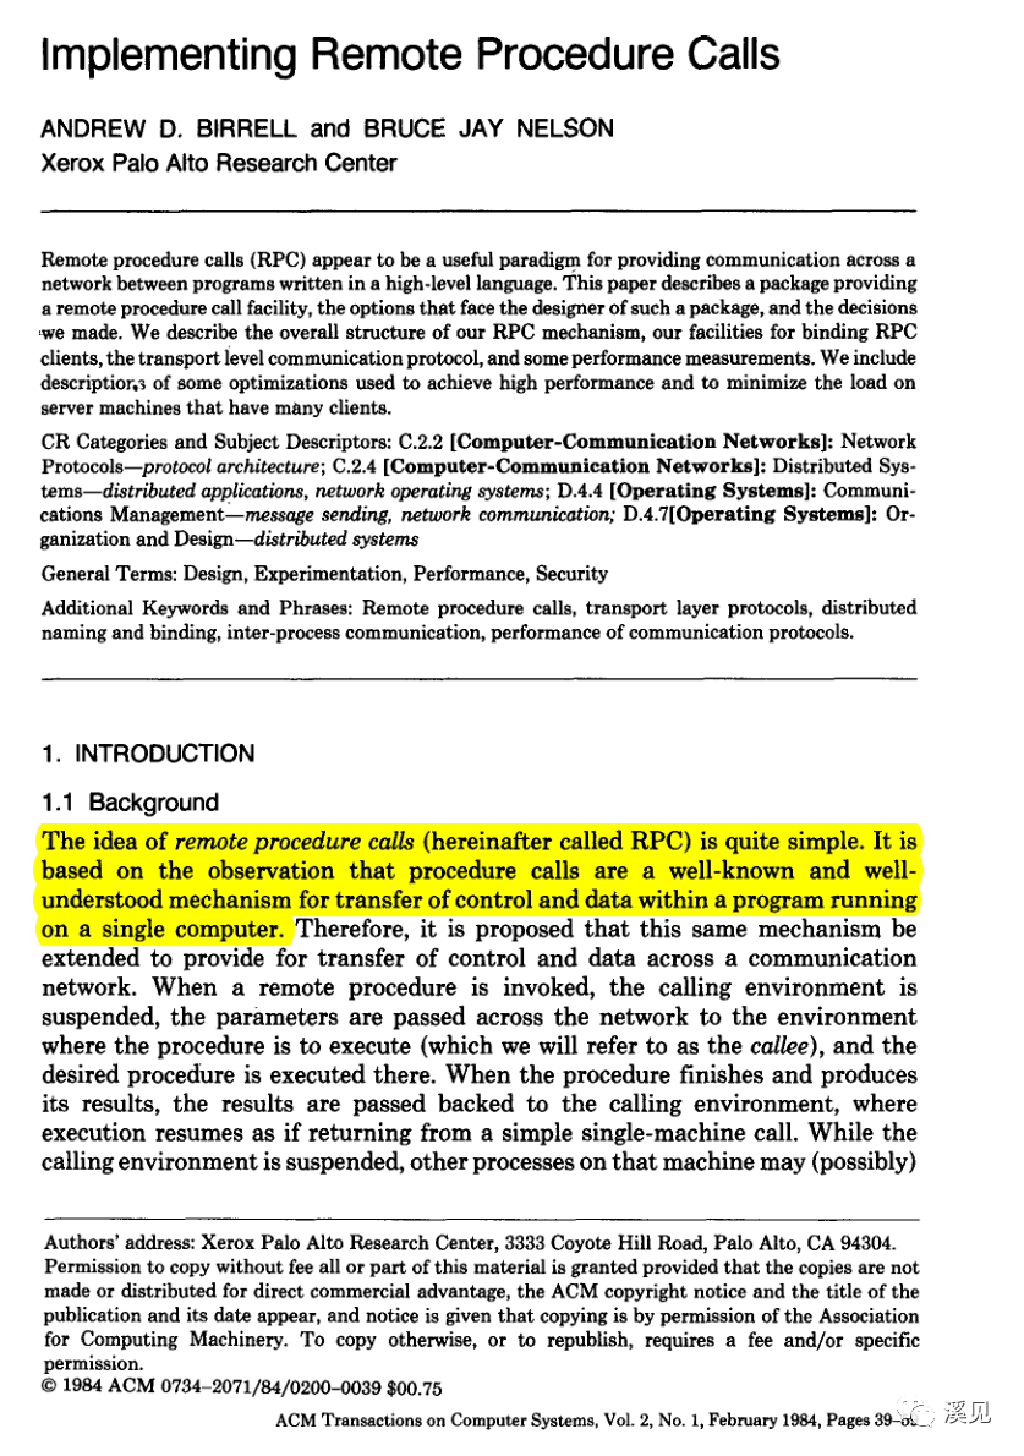 Implementing Remote Procedure Calls
ANDREW D. BIRRELL and BRUCE JAY NELSON
Xerox Palo Alto Research Center
Remote procedure calls (RPC) appear to be a useful paradigm for providing communication across a
network between programs written in a high-level language. This paper describes a package providing
a remote procedure call facility, the options that face the designer of such a package, and the decisions
we made. We describe the overall structure of our RPC mechanism, our facilities for binding RPC
clients, the transport level communication protocol, and some performance measurements. We include
descriptions of some optimizations used to achieve high performance and to minimize the load on
server machines that have many clients.
CR Categories and Subject Descriptors: C.2.2 [Computer-Communication Networks]: Network
Protocols—protocol architecture; C.2.4 [Computer-Communication Networks]: Distributed Sys-
tems—distributed applications, network operating systems; D.4.4 [Operating Systems]: Communi-
cations Management—message sending, network communication; D.4.7[Operating Systems]: Or-
ganization and Design—distributed systems
General Terms: Design, Experimentation, Performance, Security
Additional Keywords and Phrases: Remote procedure calls, transport layer protocols, distributed
naming and binding, inter-process communication, performance of communication protocols.
1. INTRODUCTION
1.1 Background
The idea of remote procedure calls (hereinafter called RPC) is quite simple. It is
based on the observation that procedure calls are a well-known and well-
understood mechanism for transfer of control and data within a program running
on a single computer. Therefore, it is proposed that this same mechanism be
extended to provide for transfer of control and data across a communication
network. When a remote procedure is invoked, the calling environment is
suspended, the parameters are passed across the network to the environment
where the procedure is to execute (which we will refer to as the callee), and the
desired procedure is executed there. When the procedure finishes and produces
its results, the results are passed backed to the calling environment, where
execution resumes as if returning from a simple single-machine call. While the
calling environment is suspended, other processes on that machine may (possibly)
Authors' address: Xerox Palo Alto Research Center, 3333 Coyote Hill Road, Palo Alto, CA 94304.
Permission to copy without fee all or part of this material is granted provided that the copies are not
made or distributed for direct commercial advantage, the ACM copyright notice and the title of the
publication and its date appear, and notice is given that copying is by permission of the Association
for Computing Machinery. To copy otherwise, or to republish, requires a fee and/or specific
permission.
© 1984 ACM 0734-2071/84/0200-0039 $00.75
ACM Transactions on Computer Systems, Vol. 2, No. 1, February 1984, Pages
溪见